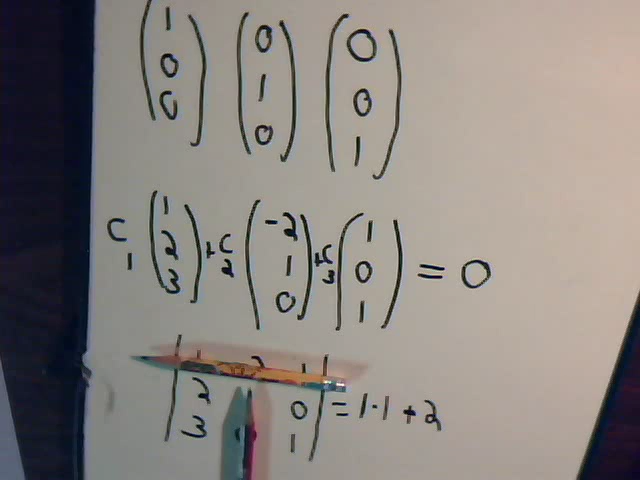 1 0 0
0 1 0
0 0 1
C₁ (1 2 3) + C₂ (-2 1 0) + C₃ (1 0 1) = 0
2 0 = 1·1 + 2
3 1